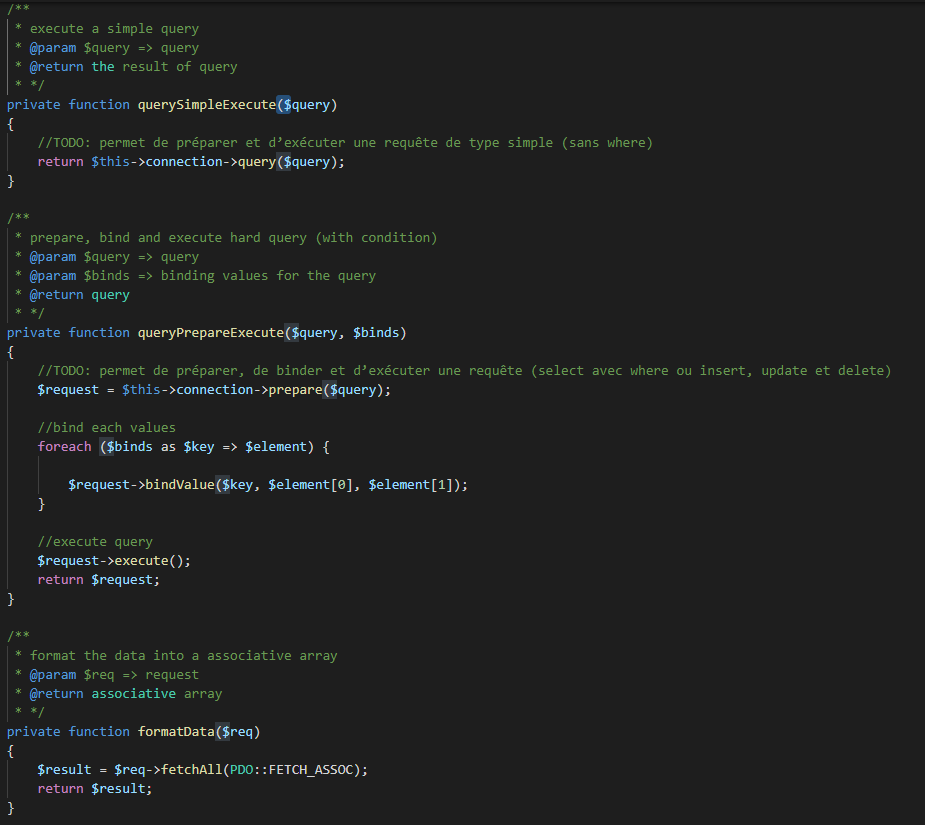 /**
 * execute a simple query
 * @param $query => query
 * @return the result of query
 * */
private function querySimpleExecute($query)
{
    //TODO: permet de préparer et d’exécuter une requête de type simple (sans where)
    return $this->connection->query($query);
}

/**
 * prepare, bind and execute hard query (with condition)
 * @param $query => query
 * @param $binds => binding values for the query
 * @return query
 * */
private function queryPrepareExecute($query, $binds)
{
    //TODO: permet de préparer, de binder et d’exécuter une requête (select avec where ou insert, update et delete)
    $request = $this->connection->prepare($query);

    //bind each values
    foreach ($binds as $key => $element) {

        $request->bindValue($key, $element[0], $element[1]);
    }

    //execute query
    $request->execute();
    return $request;
}

/**
 * format the data into a associative array
 * @param $req => request
 * @return associative array
 * */
private function formatData($req)
{
    $result = $req->fetchAll(PDO::FETCH_ASSOC);
    return $result;
}